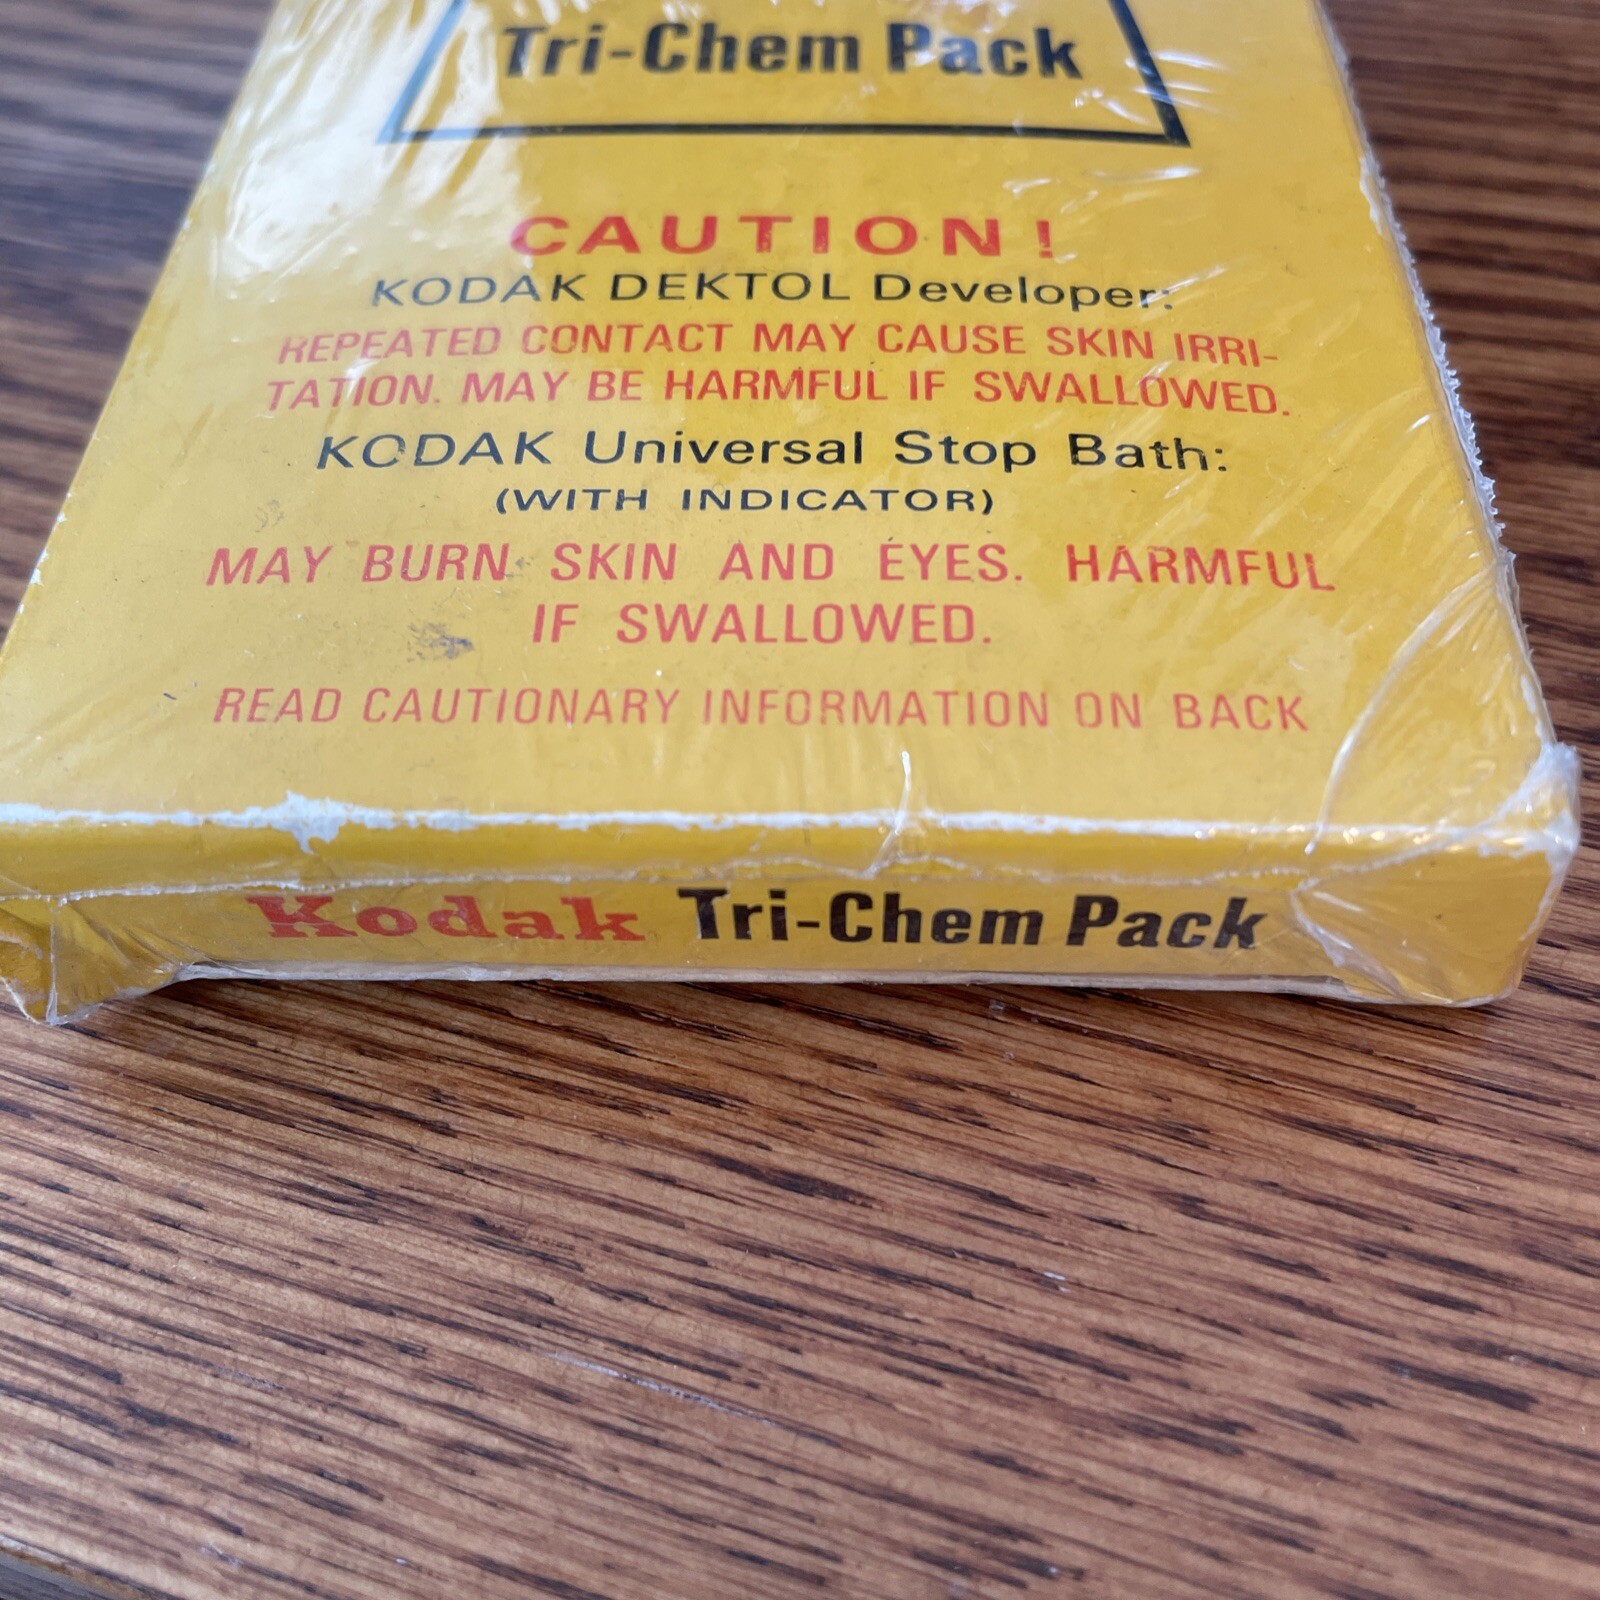 Tri-Chem Pack
CAUTION!
KODAK DEKTOL Developer:
REPEATED CONTACT MAY CAUSE SKIN IRRI-
TATION. MAY BE HARMFUL IF SWALLOWED.
KODAK Universal Stop Bath:
(WITH INDICATOR)
MAY BURN SKIN AND EYES. HARMFUL
IF SWALLOWED.
READ CAUTIONARY INFORMATION ON BACK
Kodak Tri-Chem Pack